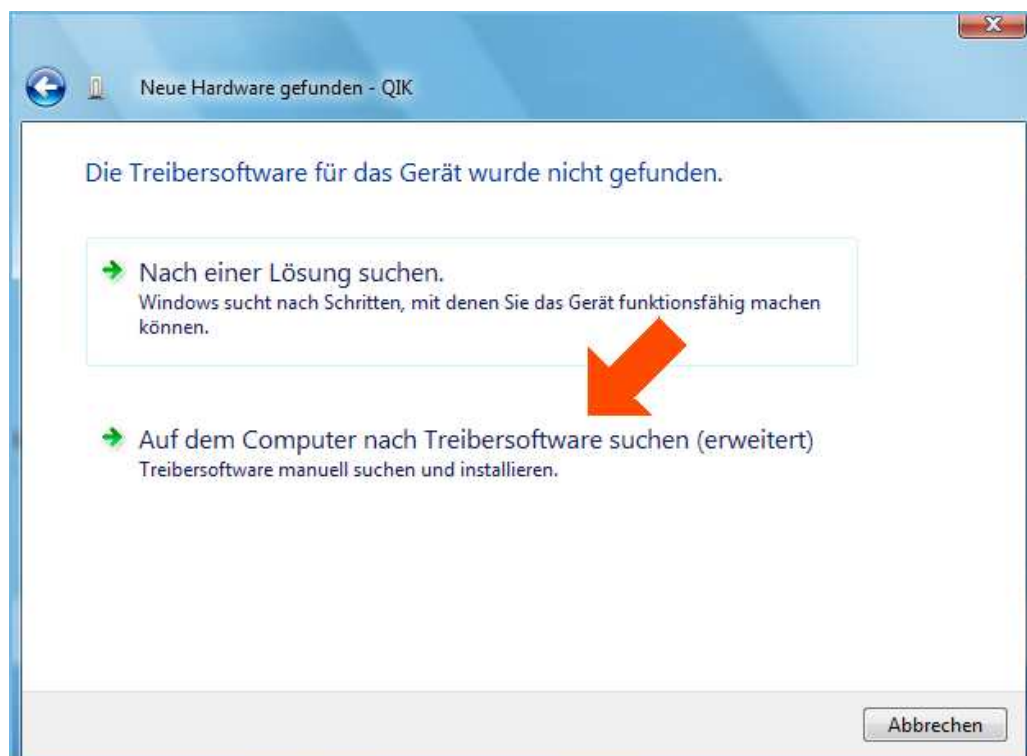 Neue Hardware gefunden - QIK
Die Treibersoftware für das Gerät wurde nicht gefunden.
Nach einer Lösung suchen.
Windows sucht nach Schritten, mit denen Sie das Gerät funktionsfähig machen
können.
Auf dem Computer nach Treibersoftware suchen (erweitert)
Treibersoftware manuell suchen und installieren.
Abbrechen